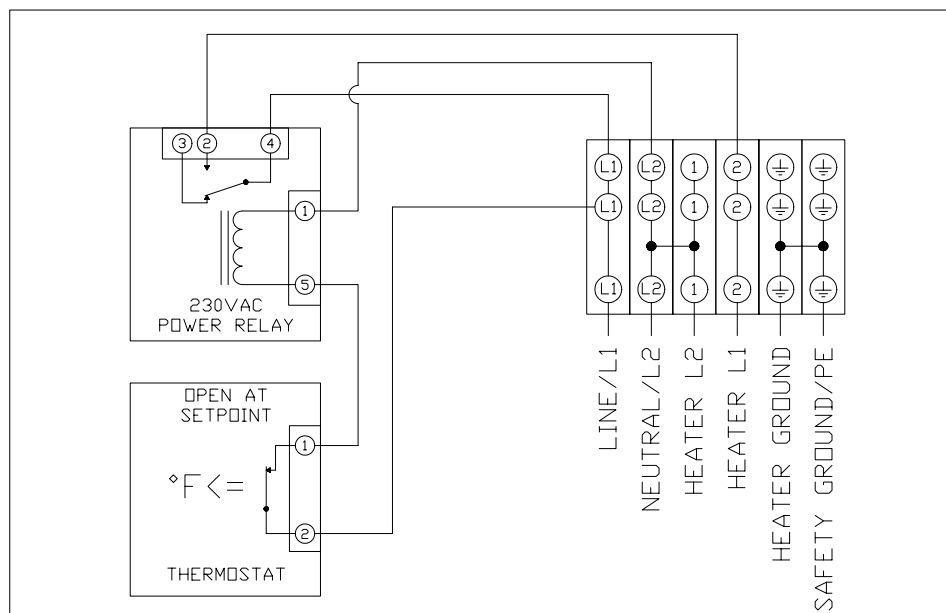 3 2 4
1
5
230VAC
POWER RELAY
OPEN AT
SETPOINT
1
°F<=
2
THERMOSTAT
L1 L2 1 2
L1 L2 1 2
L1 L2 1 2
LINE/L1
NEUTRAL/L2
HEATER L2
HEATER L1
HEATER GROUND
SAFETY GROUND/PE